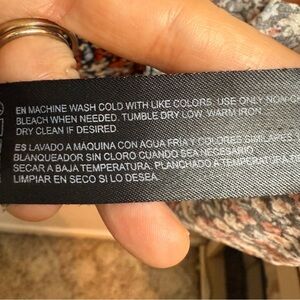 EN MACHINE WASH COLD WITH LIKE COLORS. USE ONLY NON-C
BLEACH WHEN NEEDED. TUMBLE DRY LOW. WARM IRON
DRY CLEAN IF DESIRED
ES LAVADO A MÁQUINA CON AGUA FRÍA Y COLORES SIMILARES
BLANQUEADOR SIN CLORO CUANDO SEA NECESARIO
SECAR A BAJA TEMPERATURA, PLANCHADO A TEMPERATURA
LIMPIAR EN SECO SI LO DESEA.